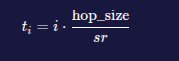 t_i = i · hop_size / sr